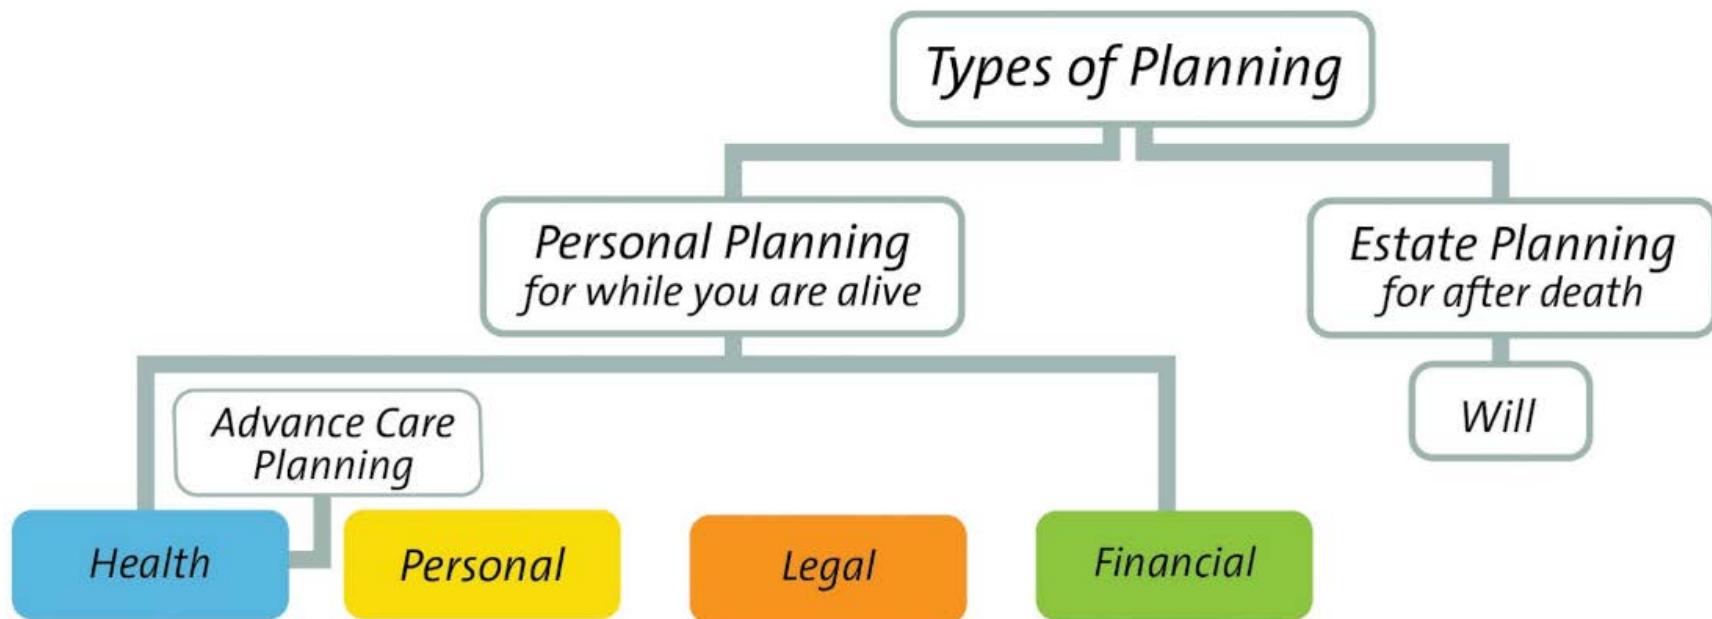 Types of Planning
Personal Planning
for while you are alive
Estate Planning
for after death
Will
Advance Care
Planning
Health
Personal
Legal
Financial